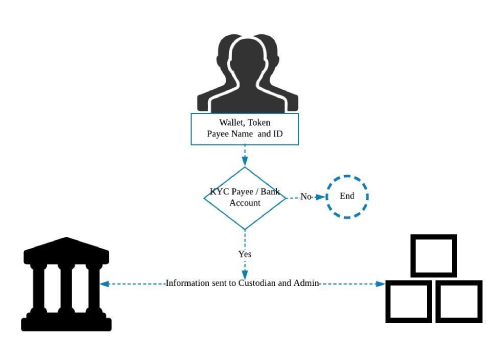 Wallet, Token
Payee Name and ID
KYC Payee / Bank
Account
No
End
Yes
Information sent to Custodian and Admin